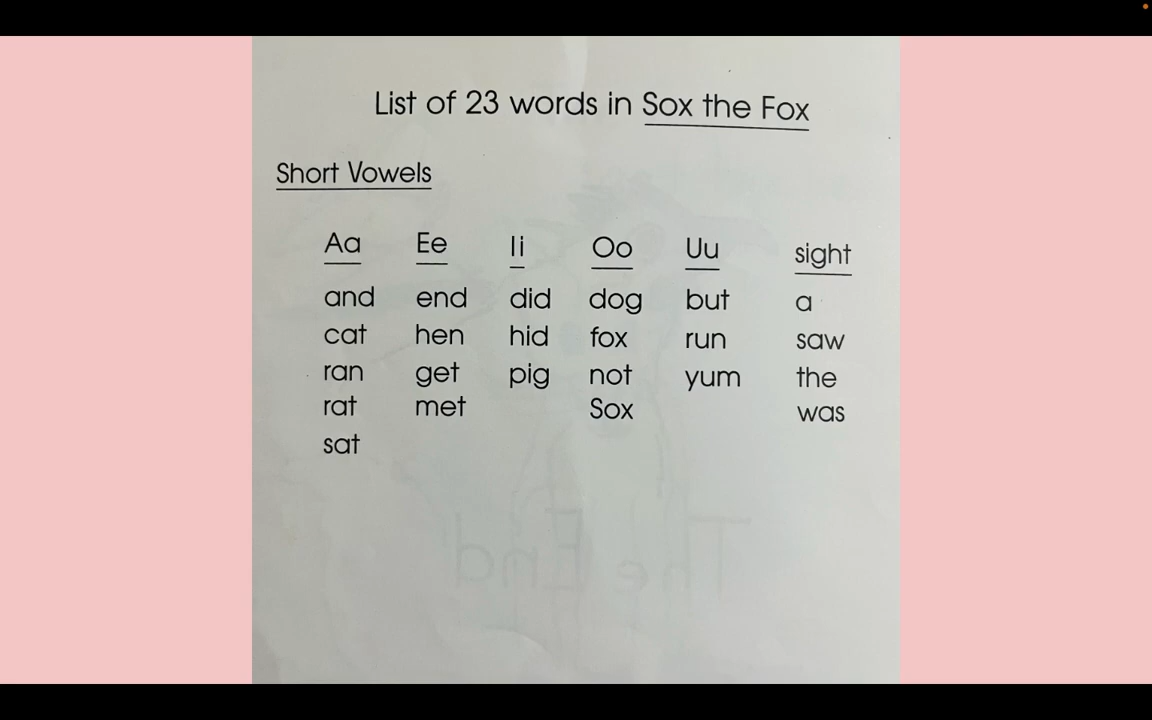 List of 23 words in Sox the Fox
Short Vowels
Aa Ee Ii Oo Uu sight
and end did dog but a
cat hen hid fox run saw
ran get pig not yum the
rat met Sox was
sat
The End